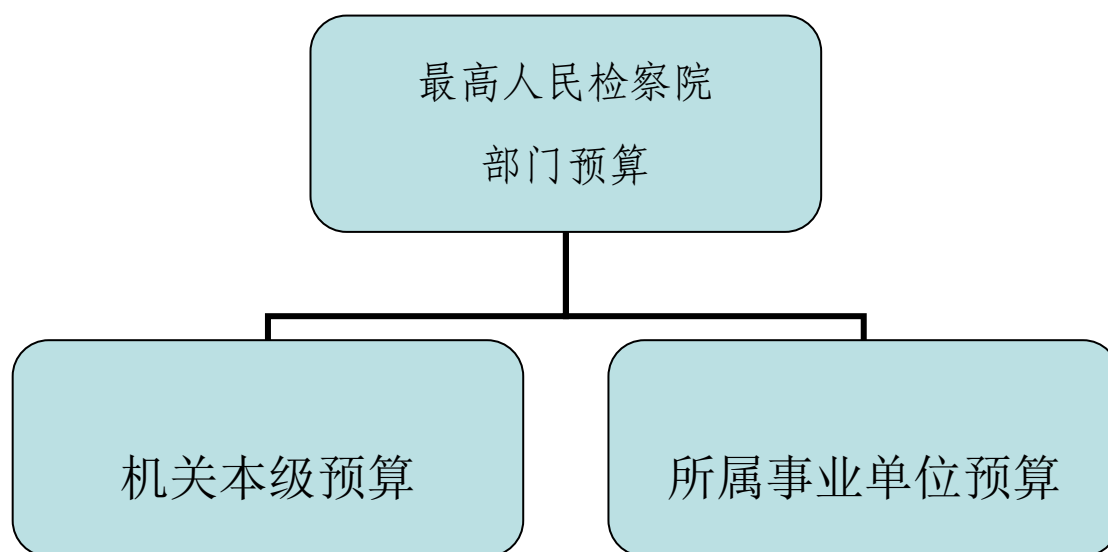 最高人民检察院
部门预算
机关本级预算
所属事业单位预算